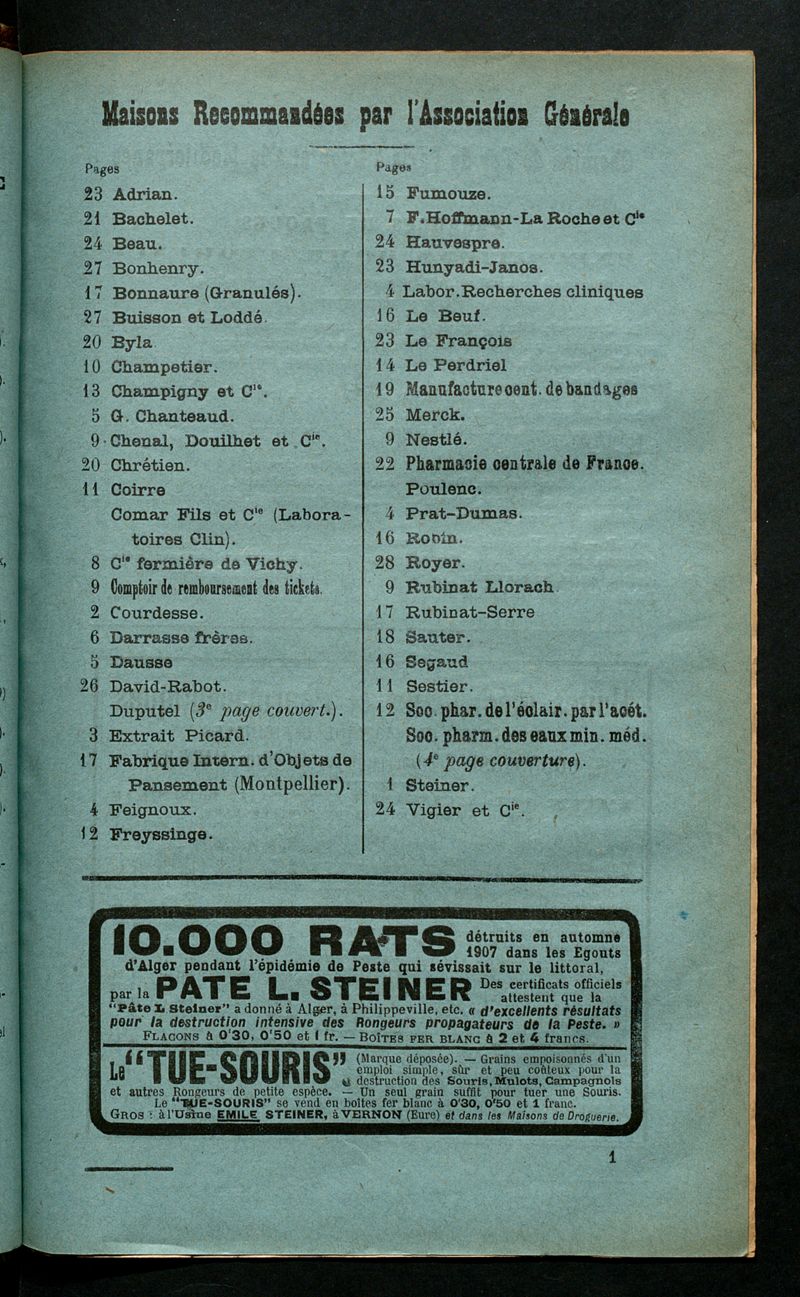 Maisons Recommandées par l'Association Générale
Pages
23 Adrian.
21 Bachelet.
24 Beau.
27 Bonhenry.
17 Bonnaure (Granulés).
27 Buisson et Loddé.
20 Byla
10 Champetier.
13 Champigny et Cie.
5 G. Chanteaud.
9 Chenal, Douilhet et Cie.
20 Chrétien.
11 Coirre
Comar Fils et Cie (Labora-
toires Clin).
8 Cie fermière de Vichy.
9 Comptoir de remboursement des tickets.
2 Courdesse.
6 Darrasse frères.
5 Dausse
26 David-Rabot.
Duputel (3e page couvert.).
3 Extrait Picard.
17 Fabrique Intern. d'Objets de
Pansement (Montpellier).
4 Feignoux.
12 Freyssinge.
Pages
15 Fumouze.
7 F. Hoffmann-La Roche et Cie
24 Hauvespre.
23 Hunyadi-Janos.
4 Labor. Recherches cliniques
16 Le Beuf.
23 Le François
14 Le Perdriel
19 Manufacture cent. de bandages
25 Merck.
9 Nestlé.
22 Pharmacie centrale de France.
Poulenc.
4 Prat-Dumas.
16 Robin.
28 Royer.
9 Rubinat Llorach
17 Rubinat-Serre
18 Sauter.
16 Segaud
11 Sestier.
12 Soc. phar. de l'éclair. par l'acét.
Soc. pharm. des eaux min. méd.
(4e page couverture).
1 Steiner.
24 Vigier et Cie.
10.000 RATS détruits en automne
1907 dans les Egouts
d'Alger pendant l'épidémie de Peste qui sévissait sur le littoral,
par la PATE L. STEINER Des certificats officiels
attestent que la
"Pâte L. Steiner" a donné à Alger, à Philippeville, etc. « d'excellents résultats
pour la destruction intensive des Rongeurs propagateurs de la Peste. »
FLACONS à 0'30, 0'50 et 1 fr. — BOÎTES FER BLANC à 2 et 4 francs.
Le "TUE-SOURIS" (Marque déposée). — Grains empoisonnés d'un
emploi simple, sûr et peu coûteux pour la
destruction des Souris, Mulots, Campagnols
et autres Rongeurs de petite espèce. — Un seul grain suffit pour tuer une Souris.
Le "TUE-SOURIS" se vend en boîtes fer blanc à 0'30, 0'50 et 1 franc.
GROS : à l'Usine EMILE STEINER, à VERNON (Eure) et dans les Maisons de Droguerie.
1